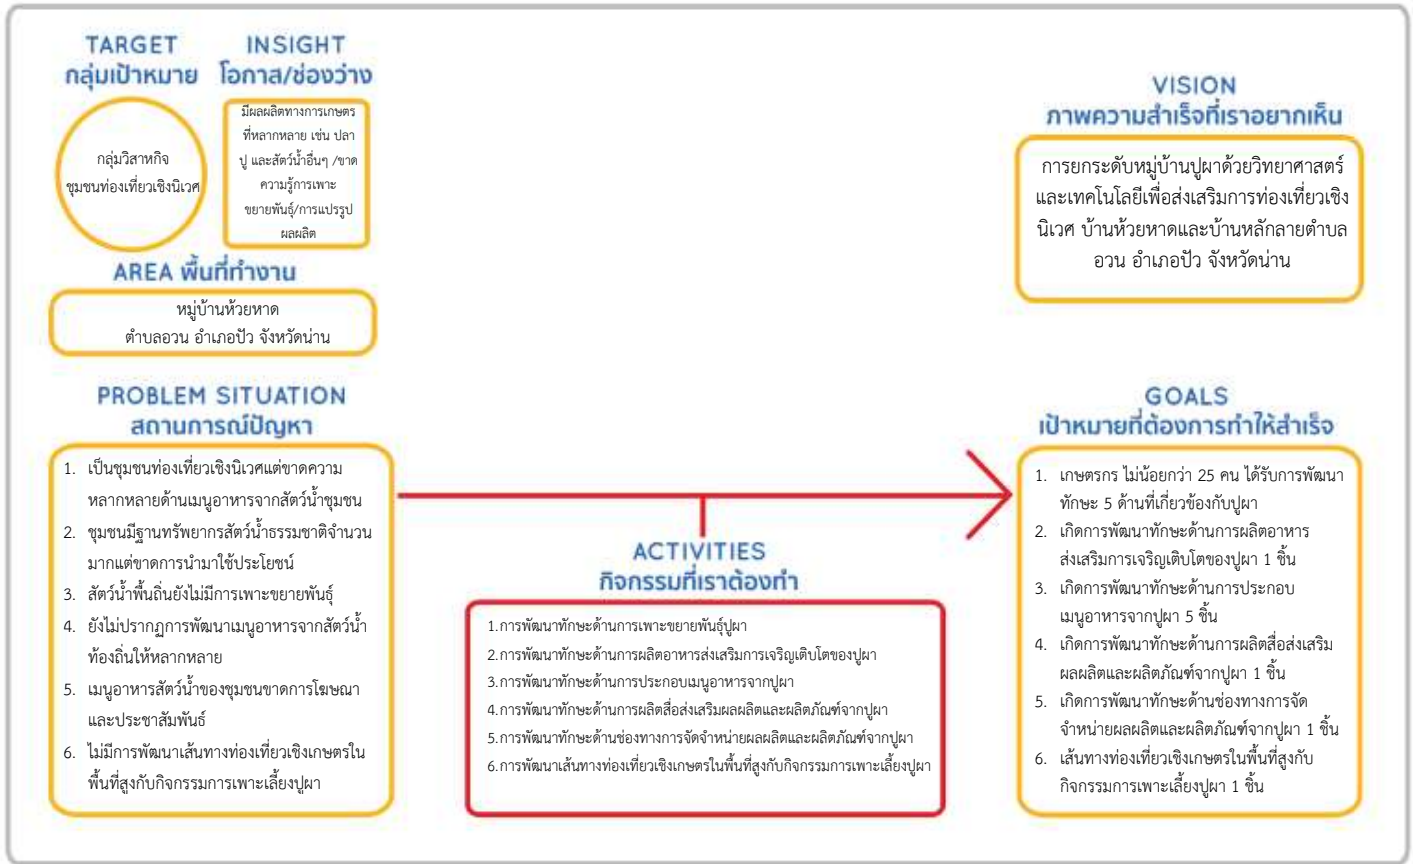 TARGET
กลุ่มเป้าหมาย
กลุ่มวิสาหกิจ
ชุมชนท่องเที่ยวเชิงนิเวศ
INSIGHT
โอกาส/ช่องว่าง
มีผลผลิตทางการเกษตร
ที่หลากหลาย เช่น ปลา
ปู และสัตว์น้ำอื่นๆ /ขาด
ความรู้การเพาะ
ขยายพันธุ์/การแปรรูป
ผลผลิต
AREA พื้นที่ทำงาน
หมู่บ้านห้วยหาด
ตำบลอวน อำเภอปัว จังหวัดน่าน
VISION
ภาพความสำเร็จที่เราอยากเห็น
การยกระดับหมู่บ้านปูผาด้วยวิทยาศาสตร์
และเทคโนโลยีเพื่อส่งเสริมการท่องเที่ยวเชิง
นิเวศ บ้านห้วยหาดและบ้านหลักลายตำบล
อวน อำเภอปัว จังหวัดน่าน
PROBLEM SITUATION
สถานการณ์ปัญหา
1. เป็นชุมชนท่องเที่ยวเชิงนิเวศแต่ขาดความ
หลากหลายด้านเมนูอาหารจากสัตว์น้ำชุมชน
2. ชุมชนมีฐานทรัพยากรสัตว์น้ำธรรมชาติจำนวน
มากแต่ขาดการนำมาใช้ประโยชน์
3. สัตว์น้ำพื้นถิ่นยังไม่มีการเพาะขยายพันธุ์
4. ยังไม่ปรากฏการพัฒนาเมนูอาหารจากสัตว์น้ำ
ท้องถิ่นให้หลากหลาย
5. เมนูอาหารสัตว์น้ำของชุมชนขาดการโฆษณา
และประชาสัมพันธ์
6. ไม่มีการพัฒนาเส้นทางท่องเที่ยวเชิงเกษตรใน
พื้นที่สูงกับกิจกรรมการเพาะเลี้ยงปูผา
ACTIVITIES
กิจกรรมที่เราต้องทำ
1.การพัฒนาทักษะด้านการเพาะขยายพันธุ์ปูผา
2.การพัฒนาทักษะด้านการผลิตอาหารส่งเสริมการเจริญเติบโตของปูผา
3.การพัฒนาทักษะด้านการประกอบเมนูอาหารจากปูผา
4.การพัฒนาทักษะด้านการผลิตสื่อส่งเสริมผลผลิตและผลิตภัณฑ์จากปูผา
5.การพัฒนาทักษะด้านช่องทางการจัดจำหน่ายผลผลิตและผลิตภัณฑ์จากปูผา
6.การพัฒนาเส้นทางท่องเที่ยวเชิงเกษตรในพื้นที่สูงกับกิจกรรมการเพาะเลี้ยงปูผา
GOALS
เป้าหมายที่ต้องการทำให้สำเร็จ
1. เกษตรกร ไม่น้อยกว่า 25 คน ได้รับการพัฒนา
ทักษะ 5 ด้านที่เกี่ยวข้องกับปูผา
2. เกิดการพัฒนาทักษะด้านการผลิตอาหาร
ส่งเสริมการเจริญเติบโตของปูผา 1 ชิ้น
3. เกิดการพัฒนาทักษะด้านการประกอบ
เมนูอาหารจากปูผา 5 ชิ้น
4. เกิดการพัฒนาทักษะด้านการผลิตสื่อส่งเสริม
ผลผลิตและผลิตภัณฑ์จากปูผา 1 ชิ้น
5. เกิดการพัฒนาทักษะด้านช่องทางการจัด
จำหน่ายผลผลิตและผลิตภัณฑ์จากปูผา 1 ชิ้น
6. เส้นทางท่องเที่ยวเชิงเกษตรในพื้นที่สูงกับ
กิจกรรมการเพาะเลี้ยงปูผา 1 ชิ้น